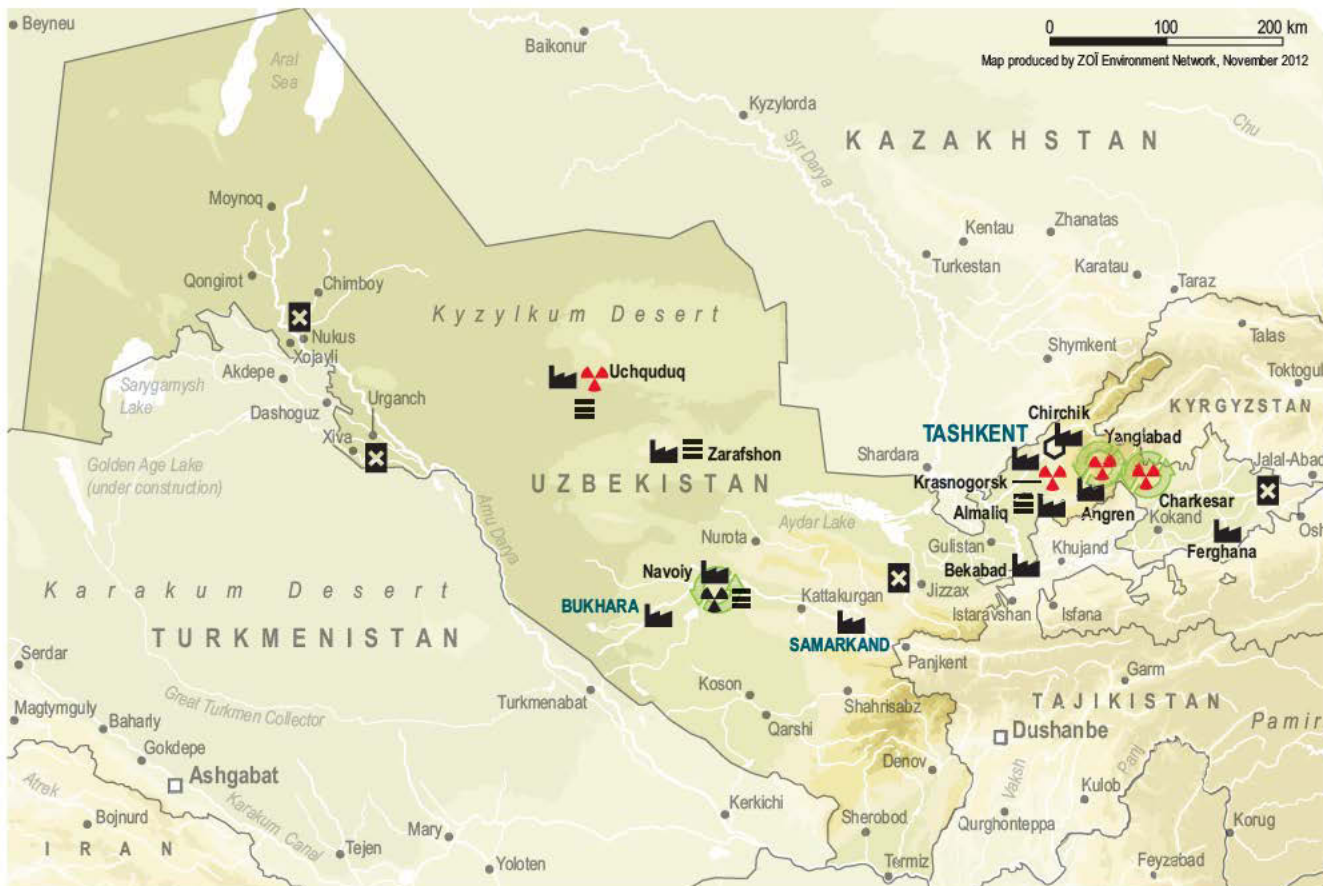 Beyneu
Aral
Sea
Baikonur
0 100 200 km
Map produced by ZOÏ Environment Network, November 2012
Kyzylorda
Syr Darya
KAZAKHSTAN
Chu
Moynoq
Kentau
Zhanatas
Turkestan
Karatau
Taraz
Qongirot
Chimboy
Kyzylkum Desert
Talas
Nukus
Xojayli
Shymkent
Akdepe
Uchquduq
Toktogul
Sarygamysh
Lake
Urganch
KYRGYZSTAN
Dashoguz
Chirchik
TASHKENT
Yangiabad
Xiva
Zarafshon
Shardara
Jalal-Abad
Golden Age Lake
(under construction)
UZBEKISTAN
Krasnogorsk
Charkesar
Almaliq
Angren
Amu Darya
Aydar Lake
Kokand
Osh
Nurota
Gulistan
Khujand
Ferghana
Karakum Desert
Navoiy
Bekabad
Jizzax
BUKHARA
Kattakurgan
Istaravshan
Isfana
TURKMENISTAN
SAMARKAND
Serdar
Panjkent
Garm
Turkmenabat
Koson
Shahrisabz
TAJIKISTAN
Magtymguly
Great Turkmen Collector
Baharly
Qarshi
Pamir
Gokdepe
Dushanbe
Ashgabat
Denov
Vaksh
Panj
Atrek
Karakum Canal
Kerkichi
Kulob
Bojnurd
Mary
Sherobod
Qurghonteppa
Korug
IRAN
Tejen
Yoloten
Termiz
Feyzabad